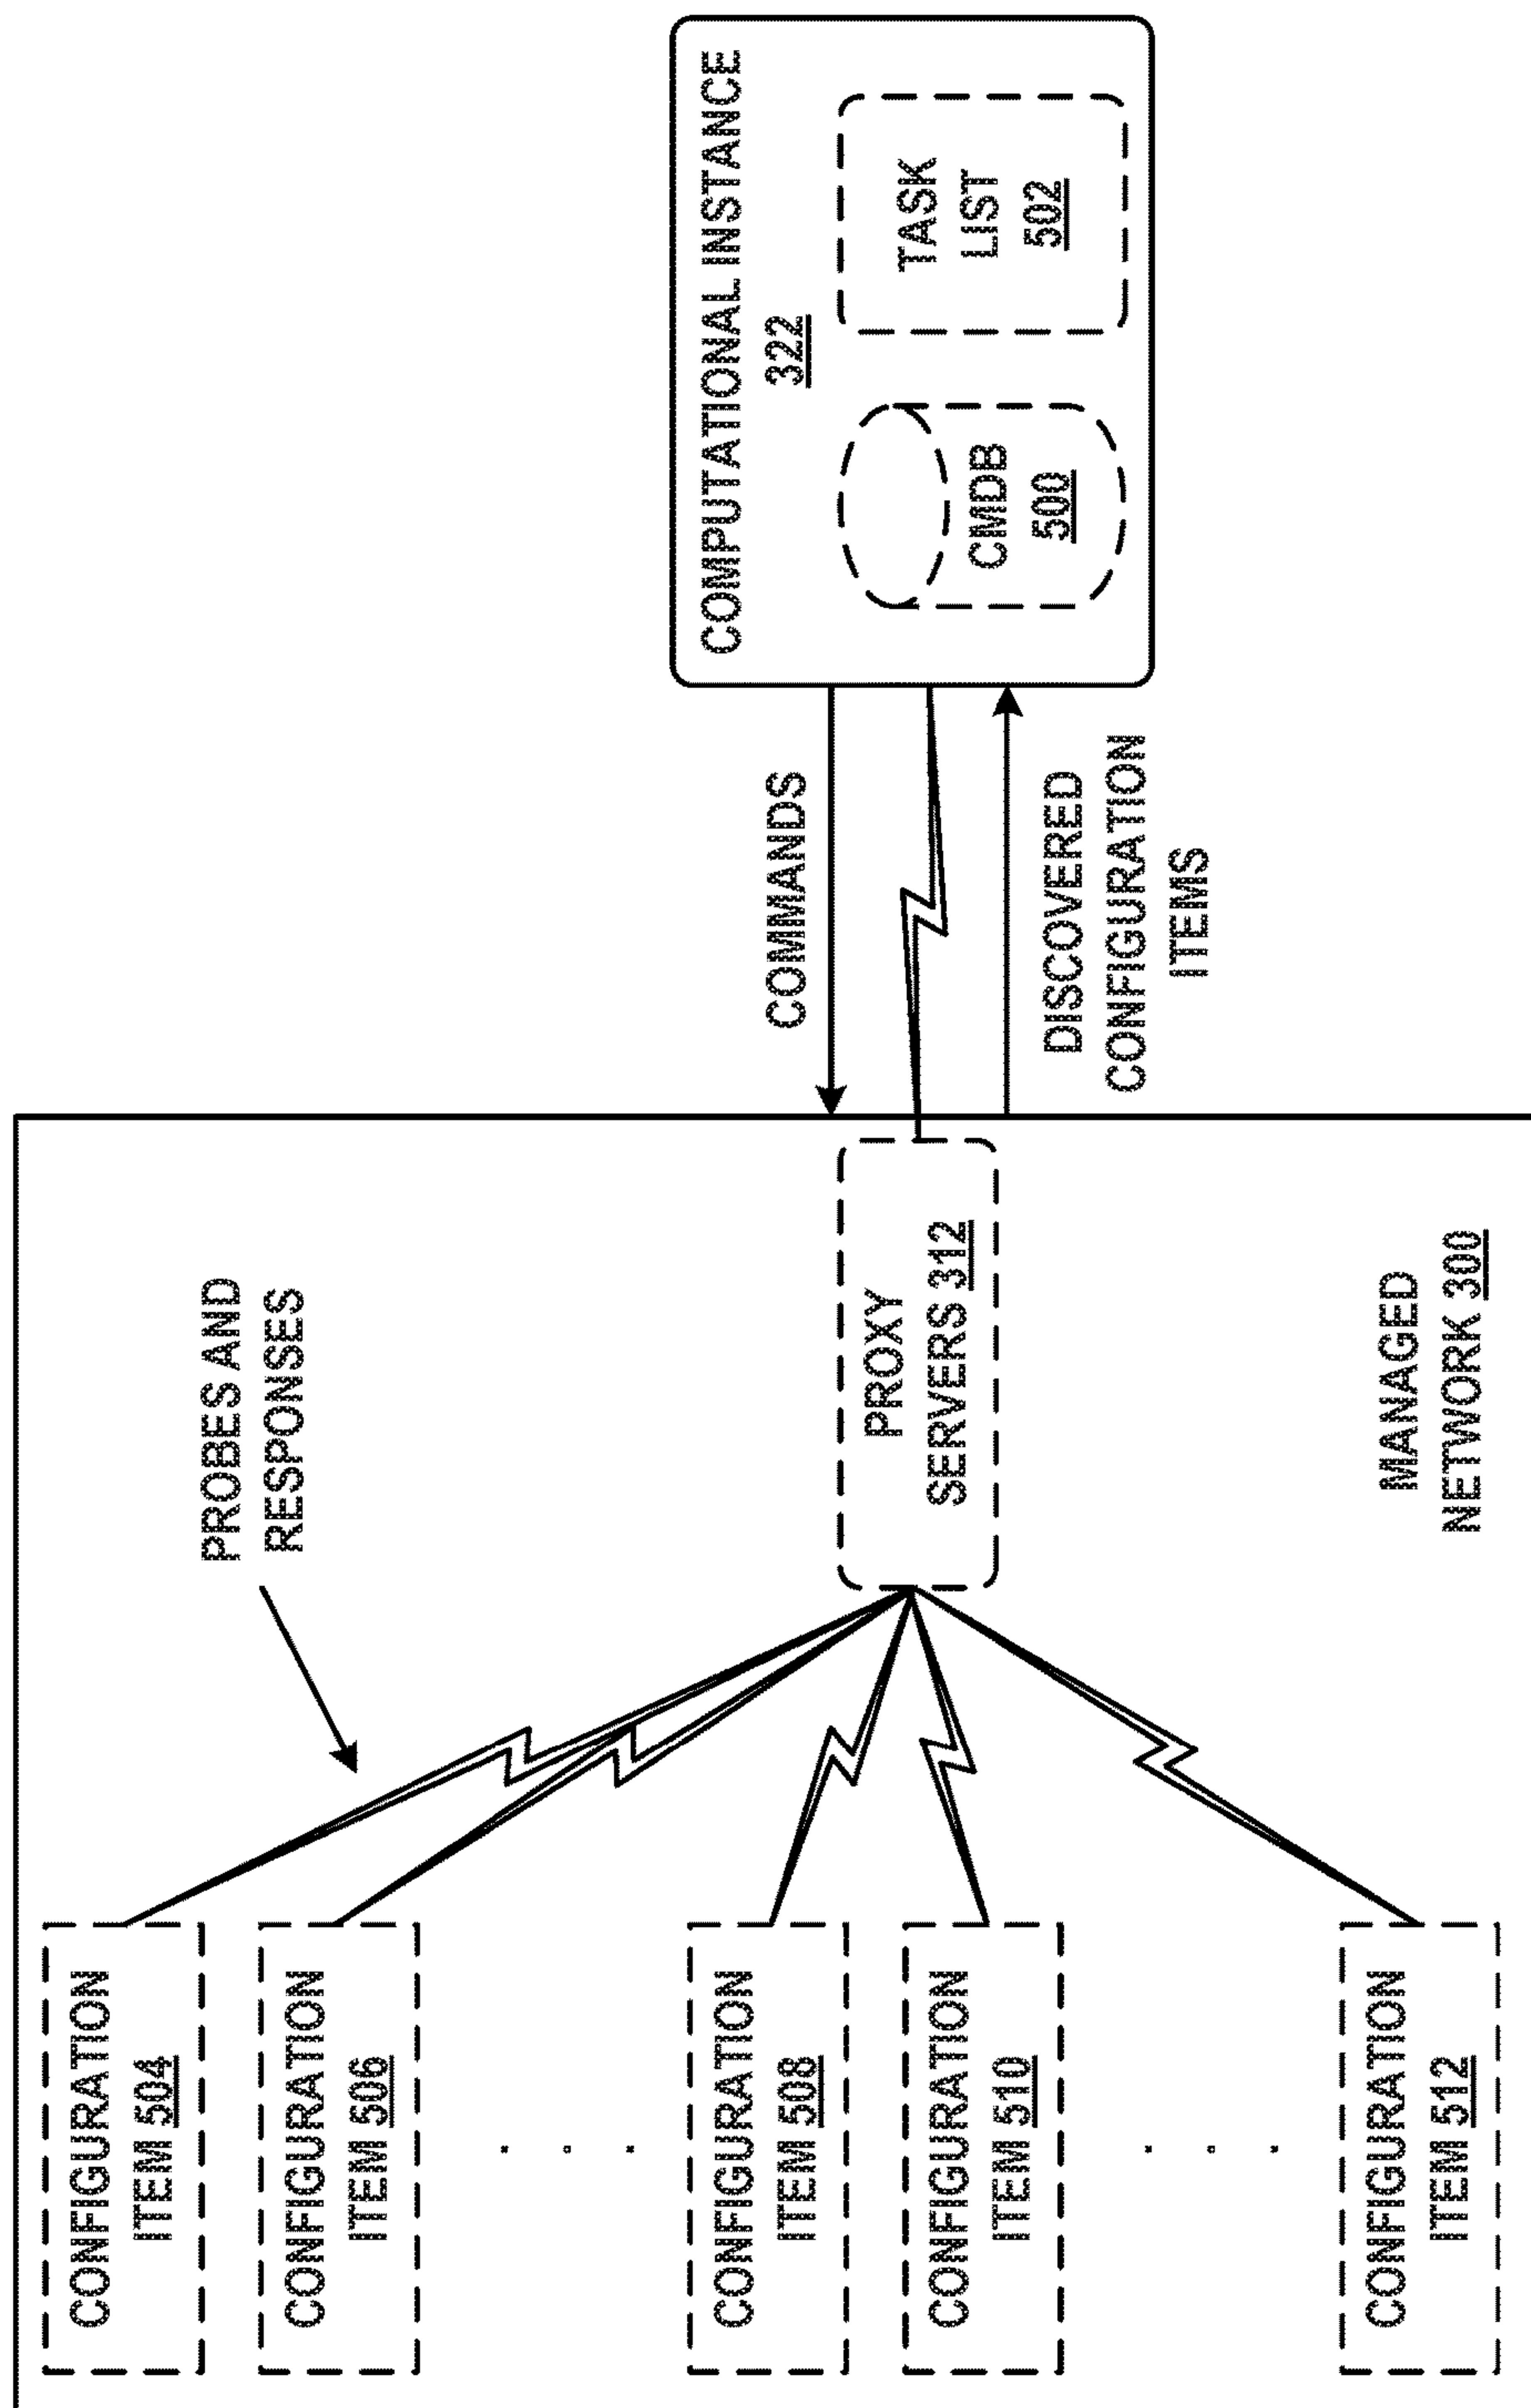 COMPUTATIONAL INSTANCE
322
CMDB
500
TASK
LIST
502
COMMANDS
DISCOVERED
CONFIGURATION
ITEMS
PROBES AND
RESPONSES
PROXY
SERVERS 312
MANAGED
NETWORK 300
CONFIGURATION
ITEM 504
CONFIGURATION
ITEM 506
CONFIGURATION
ITEM 508
CONFIGURATION
ITEM 510
CONFIGURATION
ITEM 512